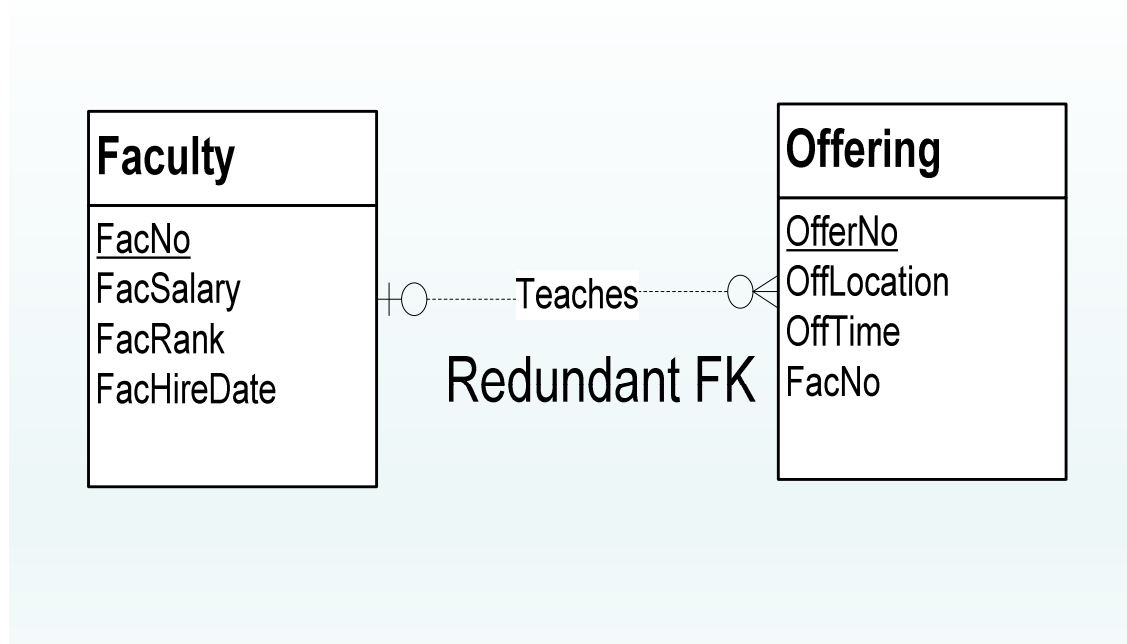 Faculty
FacNo
FacSalary
FacRank
FacHireDate
Teaches
Redundant FK
Offering
OfferNo
OffLocation
OffTime
FacNo